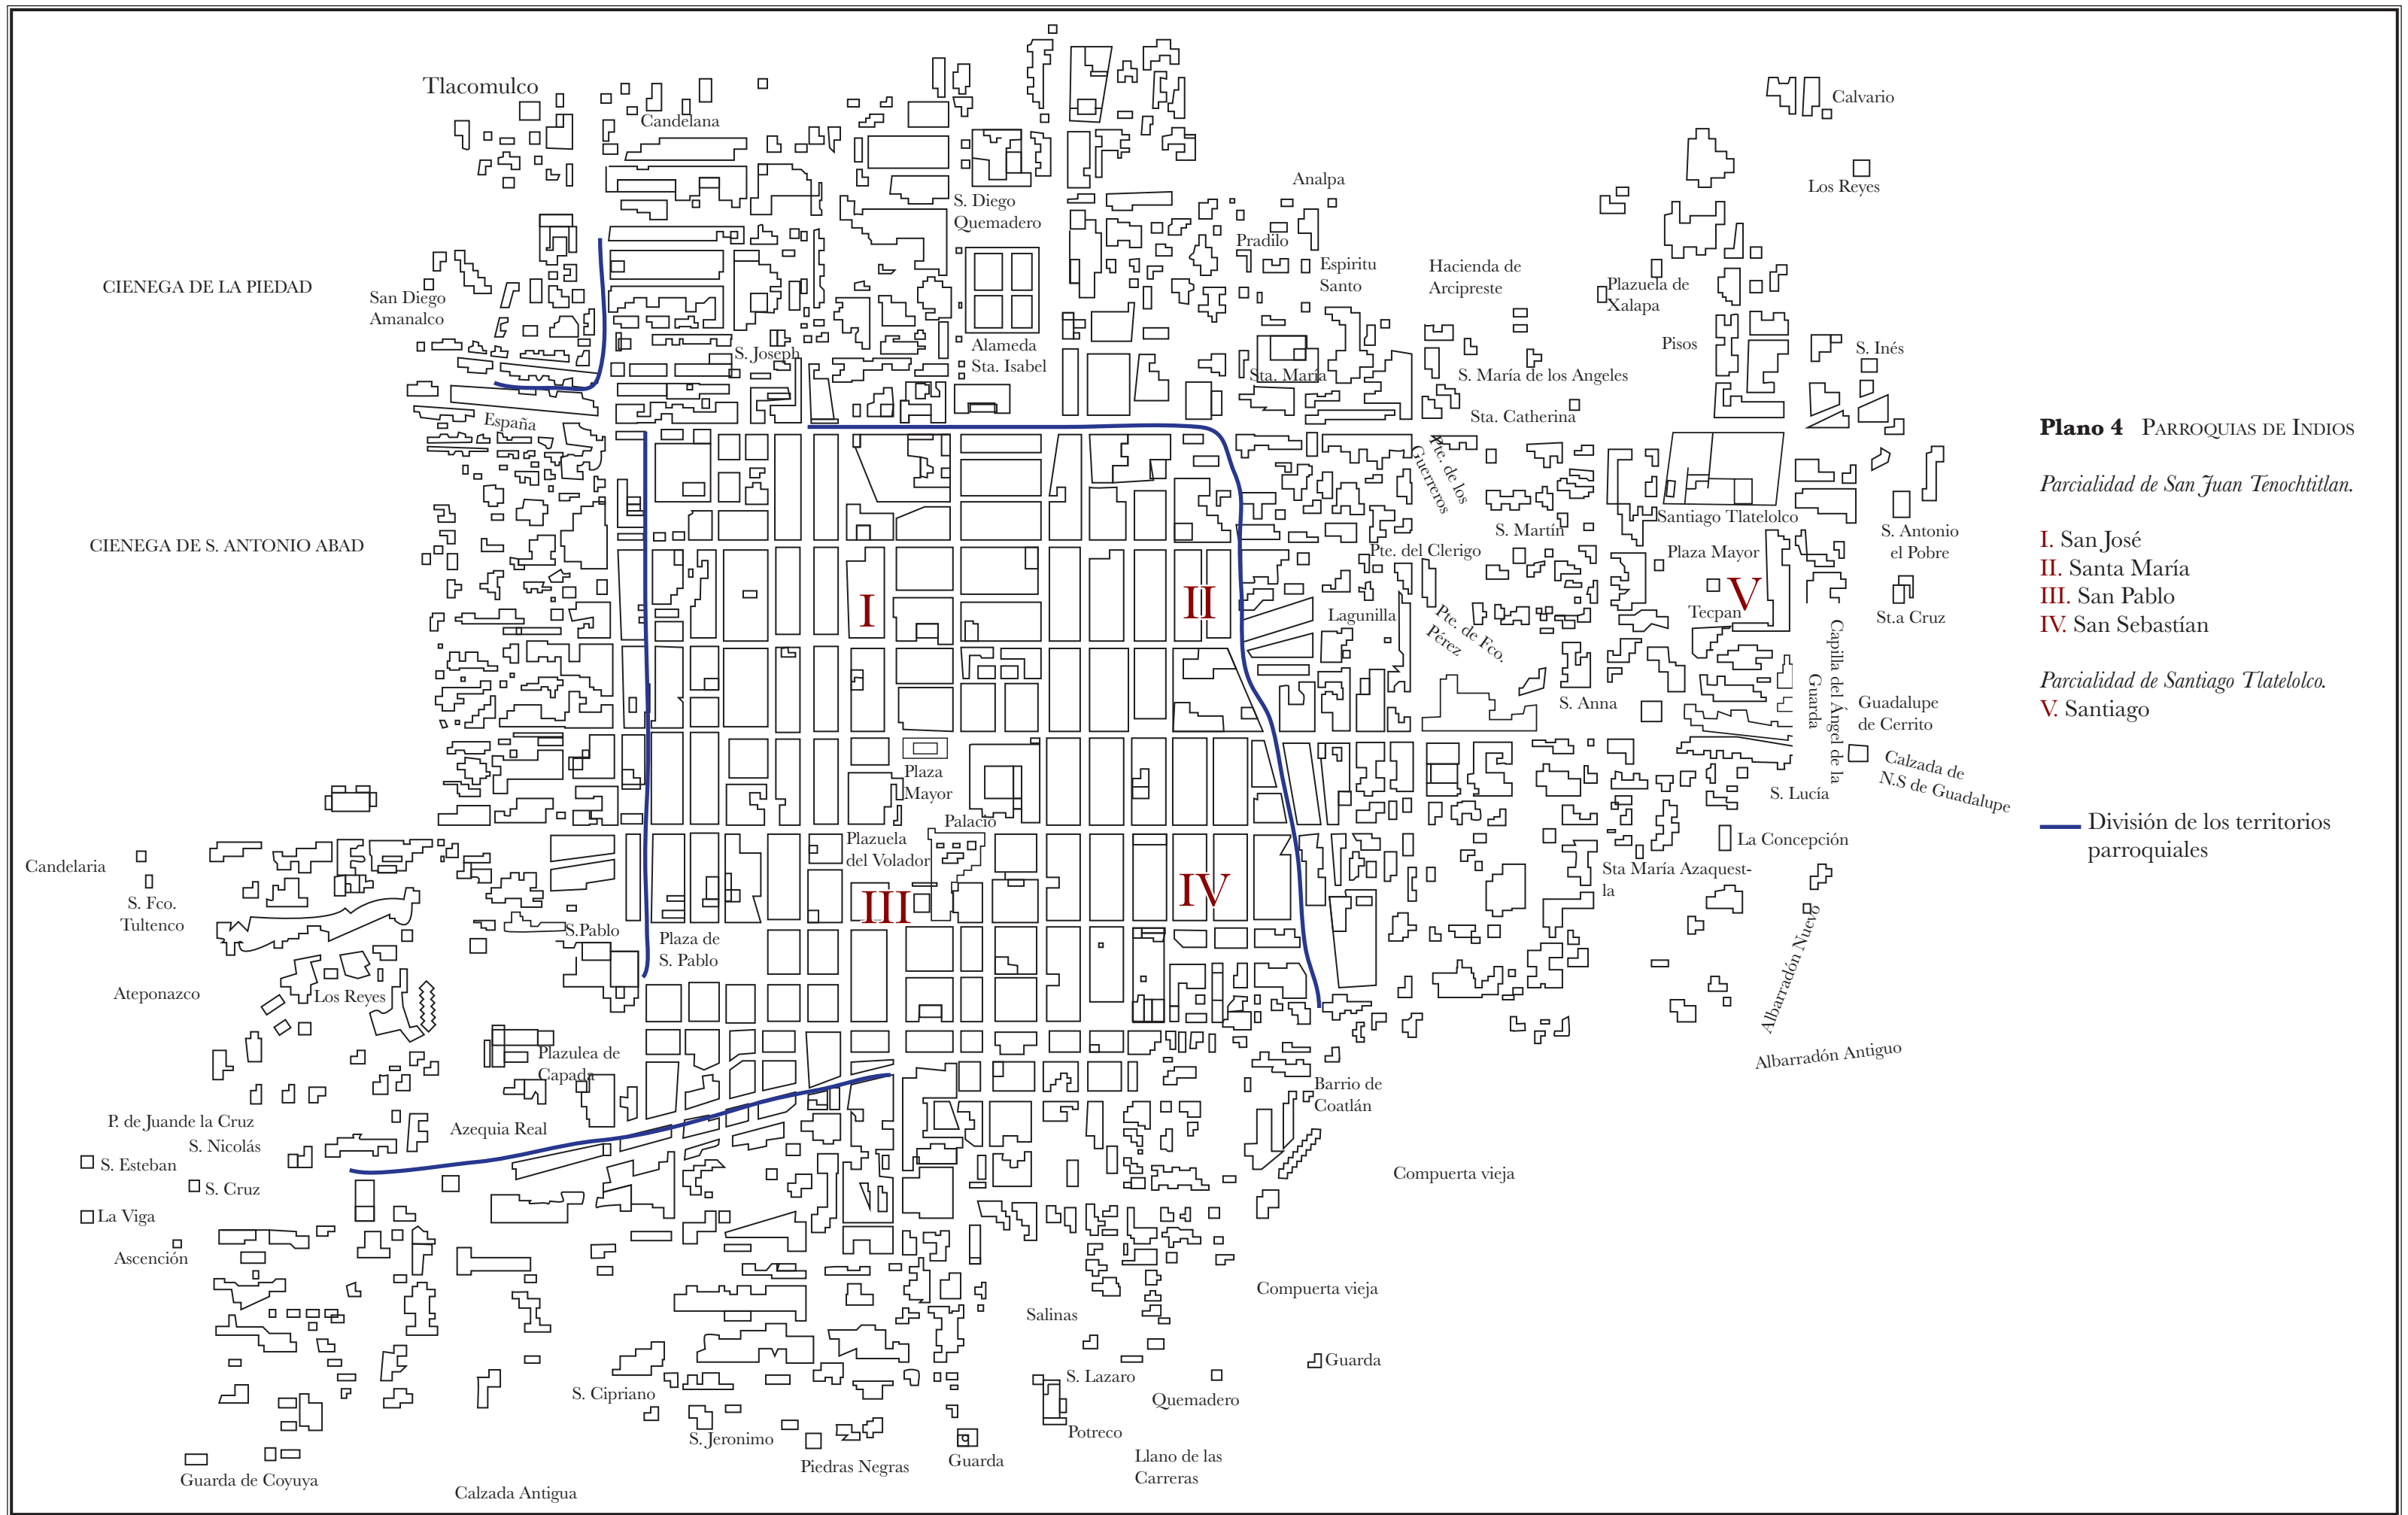 Tlacomulco
Candelana
Calvario
Los Reyes
Analpa
S. Diego
Quemadero
Pradilo
Espiritu
Santo
Hacienda de
Arcipreste
Plazuela de
Xalapa
CIENEGA DE LA PIEDAD
San Diego
Amanalco
S. Joseph
Alameda
Sta. Isabel
Pisos
S. Inés
Sta. María
S. María de los Angeles
Sta. Catherina
España
Pte. de los
Guerreros
Santiago Tlatelolco
S. Martín
S. Antonio
el Pobre
CIENEGA DE S. ANTONIO ABAD
Pte. del Clerigo
Plaza Mayor
I
II
V
Tecpan
Lagunilla
Pte. de Fco.
Pérez
St.a Cruz
Capilla del Ángel de la
Guarda
S. Anna
Guadalupe
de Cerrito
Calzada de
N.S de Guadalupe
Plaza
Mayor
S. Lucía
Palacio
Plazuela
del Volador
La Concepción
Candelaria
Sta María Azaquest-
la
III
IV
S. Fco.
Tultenco
S.Pablo
Plaza de
S. Pablo
Albarradón Nuevo
Ateponazco
Los Reyes
Albarradón Antiguo
Plazulea de
Capada
Barrio de
Coatlán
P. de Juande la Cruz
Azequia Real
S. Nicolás
S. Esteban
Compuerta vieja
S. Cruz
La Viga
Ascención
Compuerta vieja
Salinas
Guarda
S. Lazaro
S. Cipriano
Quemadero
Potreco
S. Jeronimo
Piedras Negras
Guarda
Llano de las
Carreras
Guarda de Coyuya
Calzada Antigua
Plano 4 PARROQUIAS DE INDIOS
Parcialidad de San Juan Tenochtitlan.
I. San José
II. Santa María
III. San Pablo
IV. San Sebastían
Parcialidad de Santiago Tlatelolco.
V. Santiago
División de los territorios
parroquiales